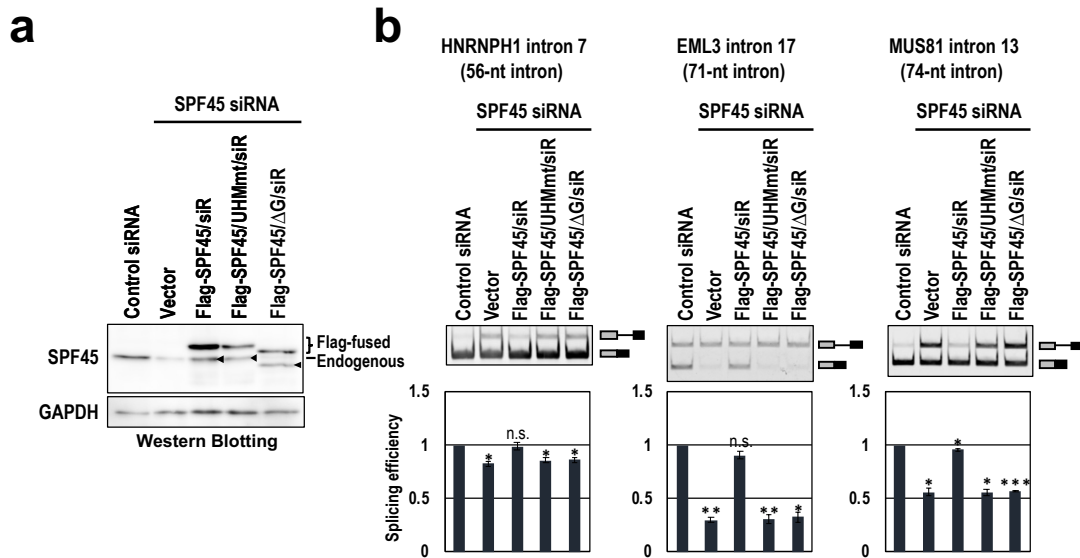 a
SPF45 siRNA
Control siRNA
Vector
Flag-SPF45/siR
Flag-SPF45/UHMmt/siR
Flag-SPF45/ΔG/siR
SPF45
Flag-fused
Endogenous
GAPDH
Western Blotting
b
HNRNPH1 intron 7
(56-nt intron)
SPF45 siRNA
Control siRNA
Vector
Flag-SPF45/siR
Flag-SPF45/UHMmt/siR
Flag-SPF45/ΔG/siR
Splicing efficiency
1.5
1
0.5
0
*
n.s.
*
*
EML3 intron 17
(71-nt intron)
SPF45 siRNA
Control siRNA
Vector
Flag-SPF45/siR
Flag-SPF45/UHMmt/siR
Flag-SPF45/ΔG/siR
1.5
1
0.5
0
**
n.s.
**
*
MUS81 intron 13
(74-nt intron)
SPF45 siRNA
Control siRNA
Vector
Flag-SPF45/siR
Flag-SPF45/UHMmt/siR
Flag-SPF45/ΔG/siR
1.5
1
0.5
0
*
*
*
***